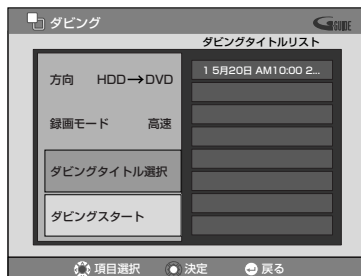 ダビング
GGUIDE
ダビングタイトルリスト
方向 HDD→DVD
1 5月20日 AM10:00 2...
録画モード 高速
ダビングタイトル選択
ダビングスタート
項目選択 決定 戻る